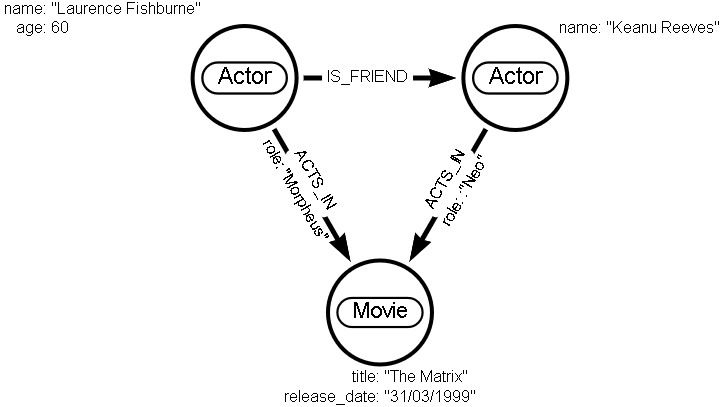 name: "Laurence Fishburne"
age: 60
name: "Keanu Reeves"
Actor
IS_FRIEND
Actor
ACTS_IN
role: "Morpheus"
ACTS_IN
role: :"Neo"
Movie
title: "The Matrix"
release_date: "31/03/1999"